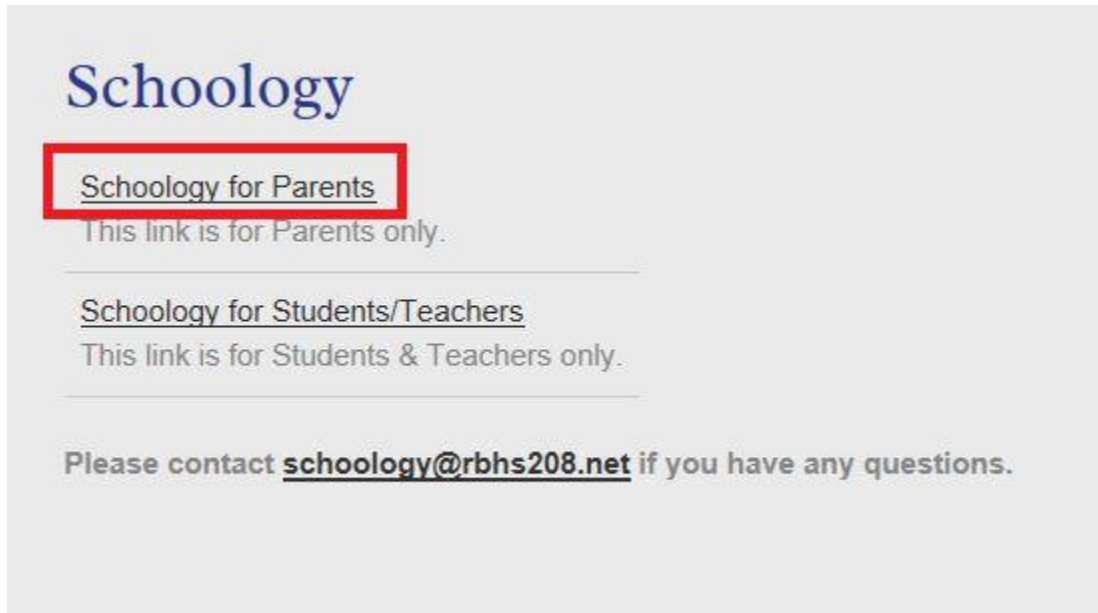 Schoology
Schoology for Parents
This link is for Parents only.
Schoology for Students/Teachers
This link is for Students & Teachers only.
Please contact schoology@rbhs208.net if you have any questions.